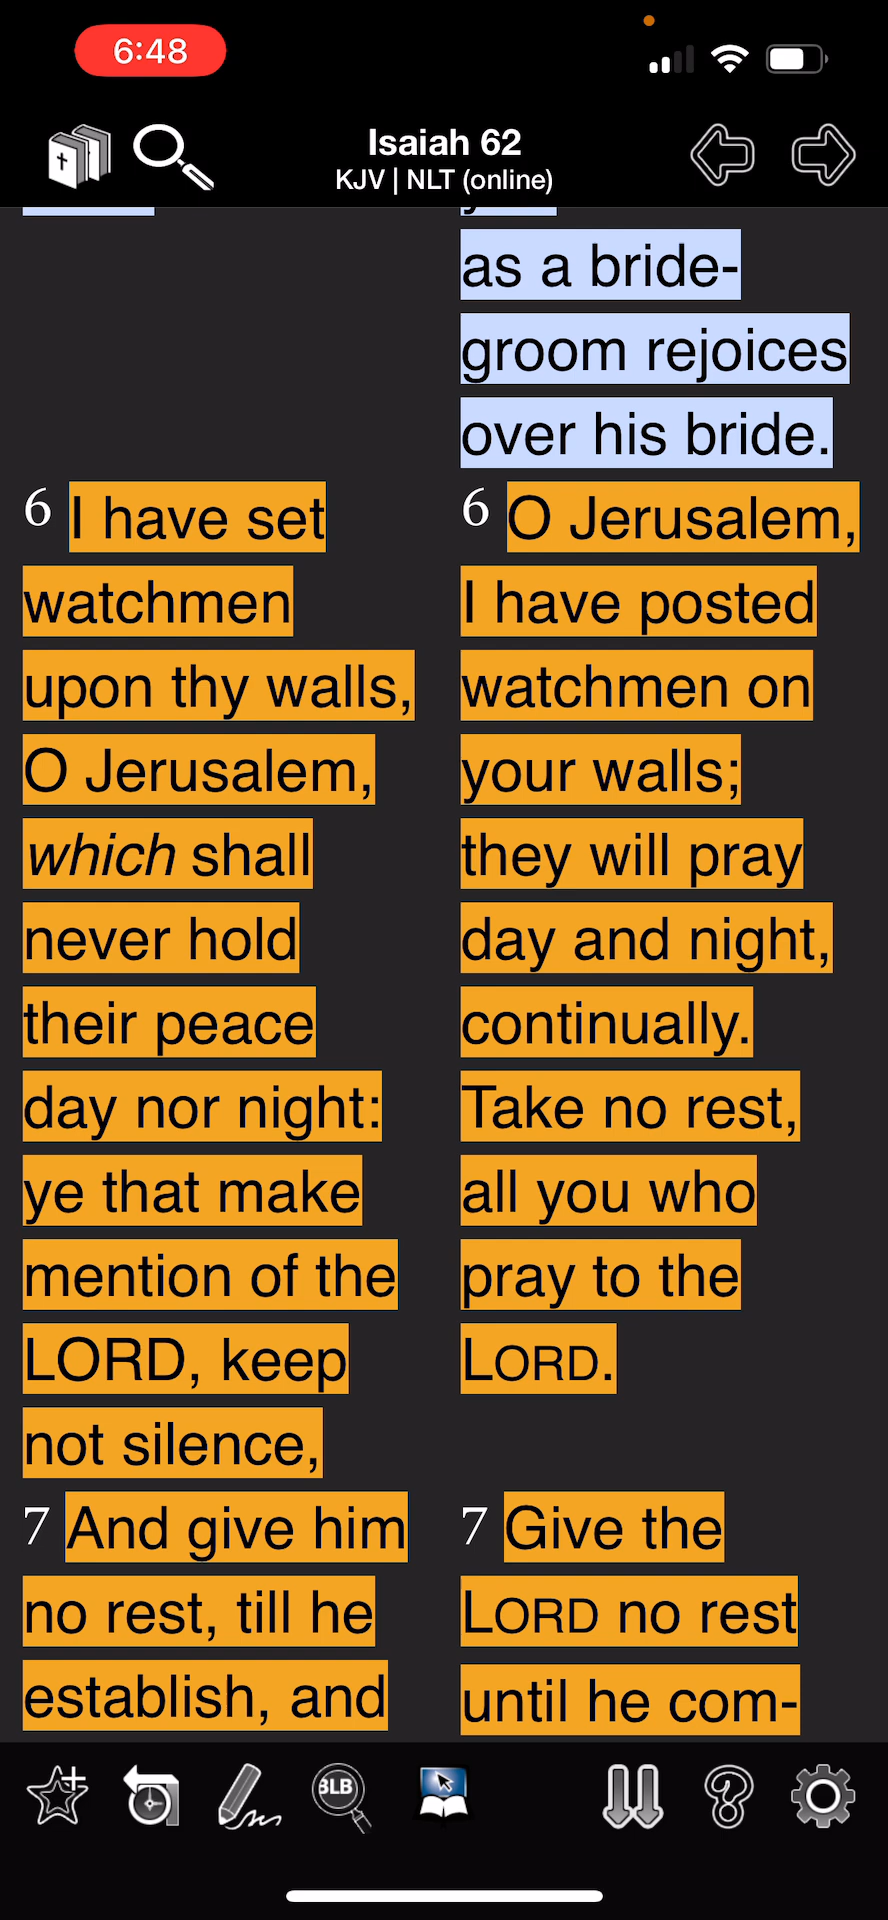 6:48
Isaiah 62
KJV | NLT (online)
as a bride-
groom rejoices
over his bride.
6 I have set
watchmen
upon thy walls,
O Jerusalem,
which shall
never hold
their peace
day nor night:
ye that make
mention of the
LORD, keep
not silence,
7 And give him
no rest, till he
establish, and
6 O Jerusalem,
I have posted
watchmen on
your walls;
they will pray
day and night,
continually.
Take no rest,
all you who
pray to the
LORD.
7 Give the
LORD no rest
until he com-
BLB